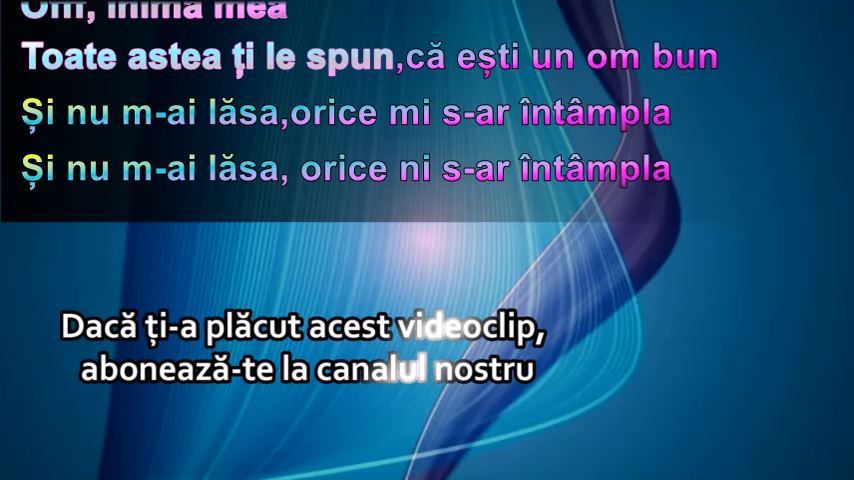 Offf, inima mea
Toate astea ți le spun,că ești un om bun
Și nu m-ai lăsa,orice mi s-ar întâmpla
Și nu m-ai lăsa, orice ni s-ar întâmpla
Dacă ți-a plăcut acest videoclip,
abonează-te la canalul nostru